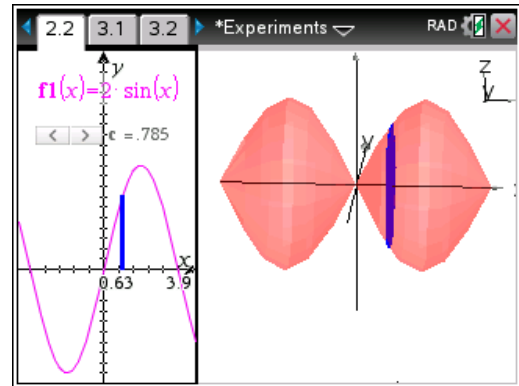 2.2 3.1 3.2 *Experiments RAD
y
f1(x)=2· sin(x)
< > c =.785
x
0.63 3.9
z
y
y